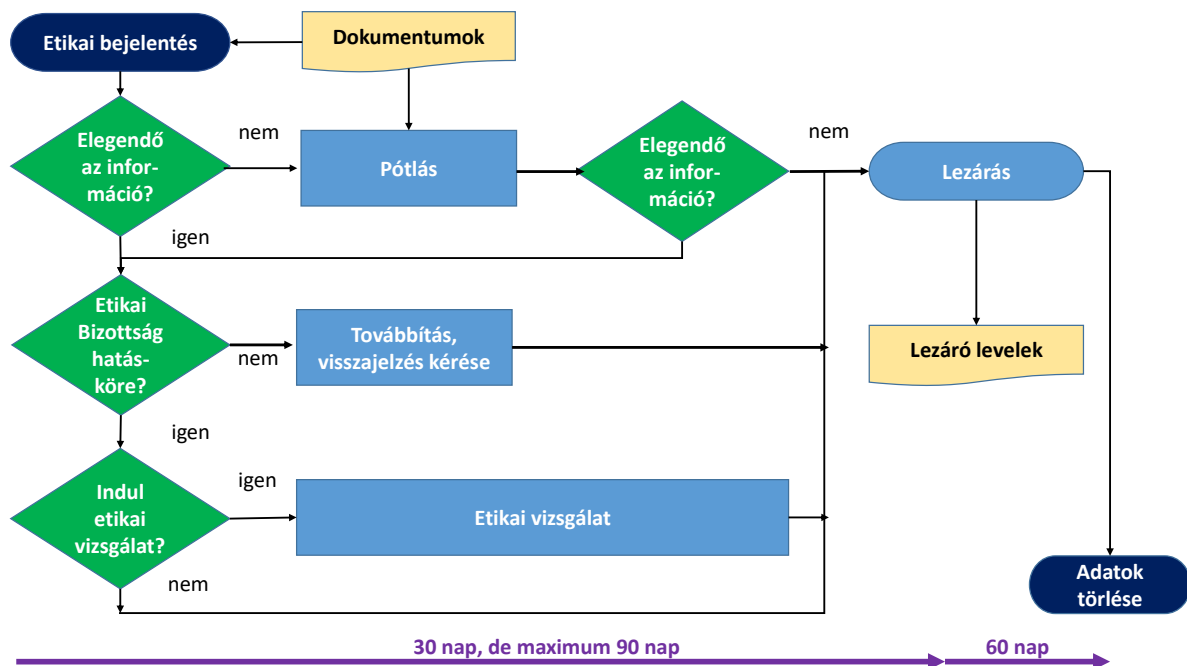 Etikai bejelentés
Dokumentumok
Elegendő
az infor-
máció?
nem
Pótlás
Elegendő
az infor-
máció?
nem
Lezárás
igen
Etikai
Bizottság
hatás-
köre?
nem
Továbbítás,
visszajelzés kérése
Lezáró levelek
igen
Indul
etikai
vizsgálat?
igen
Etikai vizsgálat
nem
Adatok
törlése
30 nap, de maximum 90 nap
60 nap